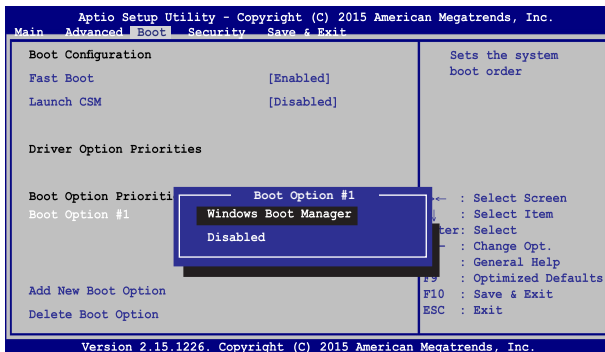 Aptio Setup Utility - Copyright (C) 2015 American Megatrends, Inc.
Main Advanced Boot Security Save & Exit
Boot Configuration
Fast Boot [Enabled]
Launch CSM [Disabled]
Driver Option Priorities
Boot Option Prioriti
Boot Option #1
Add New Boot Option
Delete Boot Option
Boot Option #1
Windows Boot Manager
Disabled
Sets the system
boot order
← : Select Screen
: Select Item
ter: Select
: Change Opt.
: General Help
F9 : Optimized Defaults
F10 : Save & Exit
ESC : Exit
Version 2.15.1226. Copyright (C) 2015 American Megatrends, Inc.